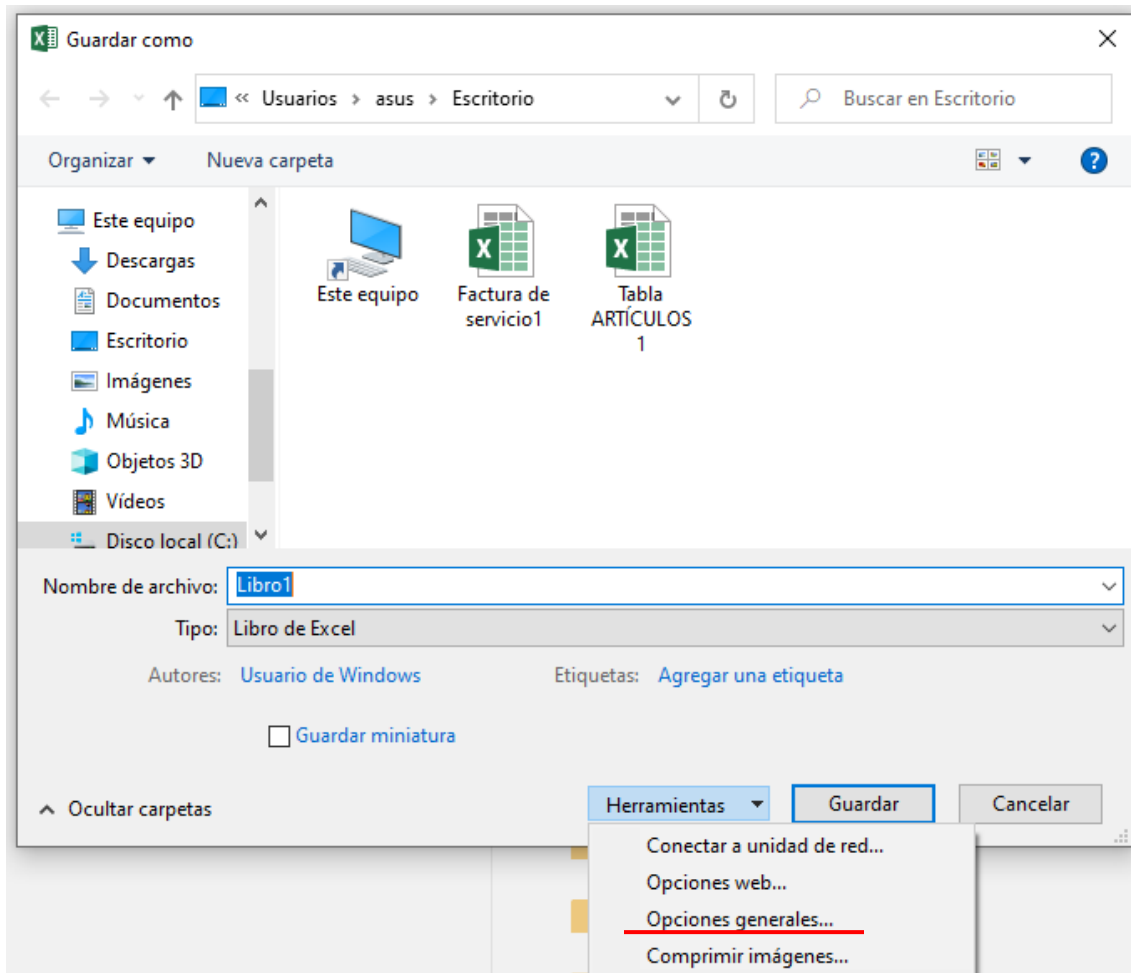 Guardar como
« Usuarios > asus > Escritorio
Buscar en Escritorio
Organizar
Nueva carpeta
Este equipo
Descargas
Documentos
Escritorio
Imágenes
Música
Objetos 3D
Vídeos
Disco local (C:)
Este equipo
Factura de
servicio1
Tabla
ARTÍCULOS
1
Nombre de archivo: Libro1
Tipo: Libro de Excel
Autores: Usuario de Windows
Etiquetas: Agregar una etiqueta
Guardar miniatura
Ocultar carpetas
Herramientas
Guardar
Cancelar
Conectar a unidad de red...
Opciones web...
Opciones generales...
Comprimir imágenes...